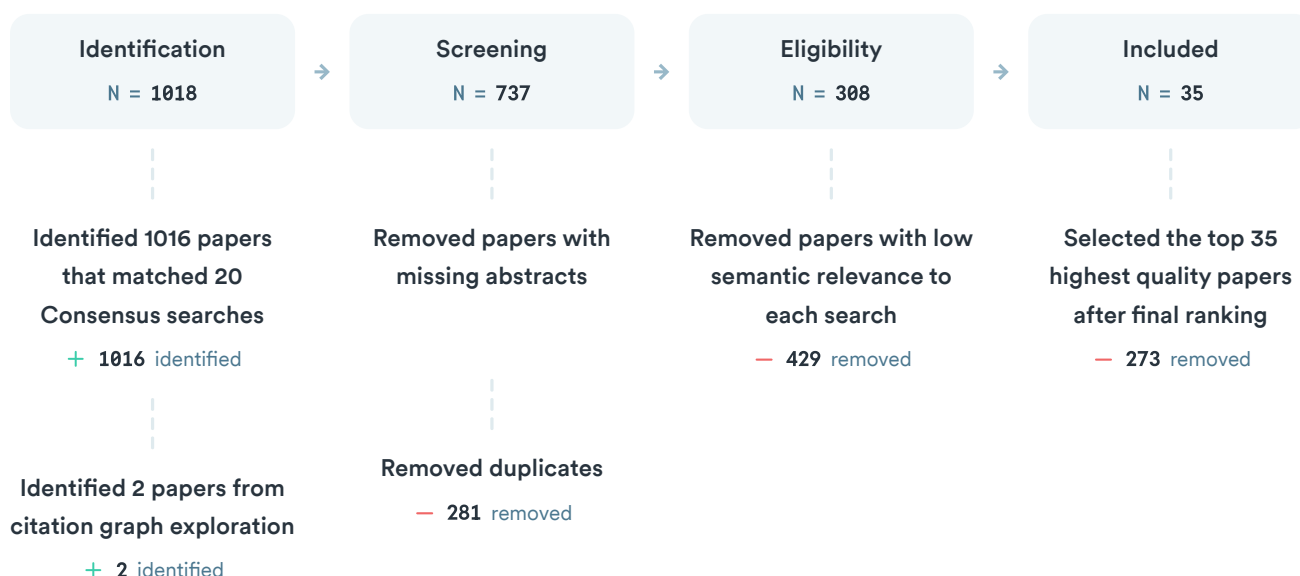 Identification
N = 1018
Screening
N = 737
Eligibility
N = 308
Included
N = 35
Identified 1016 papers
that matched 20
Consensus searches
+ 1016 identified
Identified 2 papers from
citation graph exploration
+ 2 identified
Removed papers with
missing abstracts
Removed duplicates
− 281 removed
Removed papers with low
semantic relevance to
each search
− 429 removed
Selected the top 35
highest quality papers
after final ranking
− 273 removed